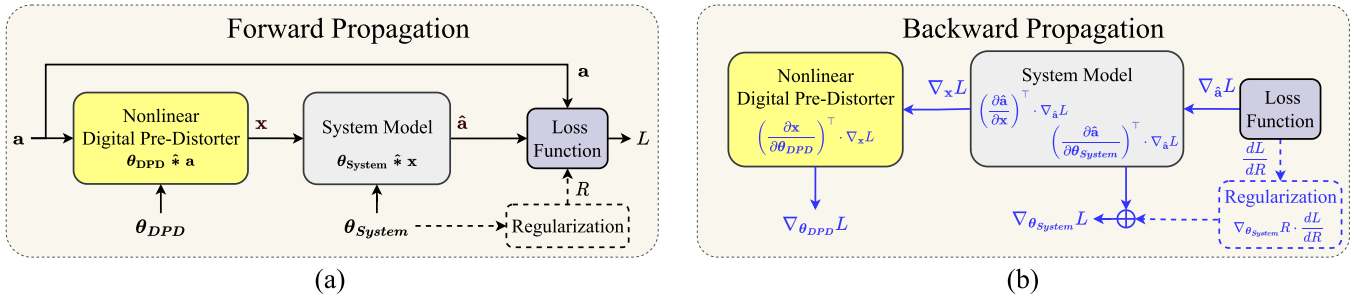 Forward Propagation
a
a
Nonlinear
Digital Pre-Distorter
θ_DPD *̂ a
x
System Model
θ_System *̂ x
â
Loss
Function
L
R
θ_DPD
θ_System
Regularization
(a)
Backward Propagation
Nonlinear
Digital Pre-Distorter
(∂x/∂θ_DPD)^⊤ · ∇_x L
∇_x L
System Model
(∂â/∂x)^⊤ · ∇_â L
(∂â/∂θ_System)^⊤ · ∇_â L
∇_â L
Loss
Function
dL/dR
Regularization
∇_θ_System R · dL/dR
∇_θ_DPD L
∇_θ_System L
(b)